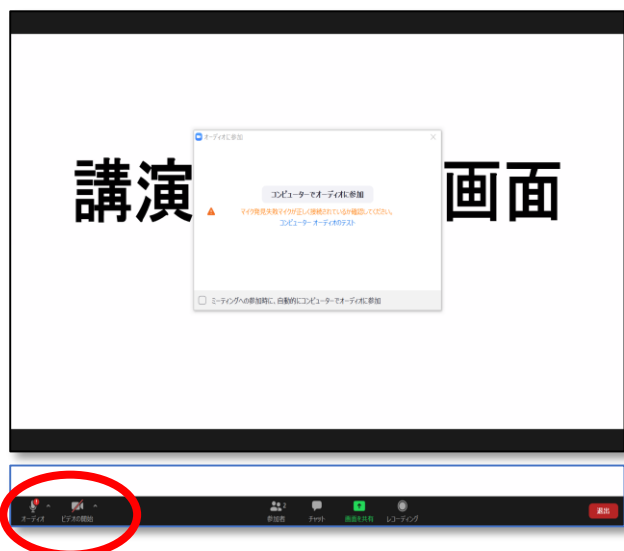 オーディオに参加
講演
画面
コンピューターでオーディオに参加
マイク発見失敗マイクが正しく接続されているか確認してください。
コンピューター オーディオのテスト
ミーティングへの参加時に、自動的にコンピューターでオーディオに参加
オーディオ
ビデオの開始
2
参加者
チャット
画面を共有
レコーディング
退出